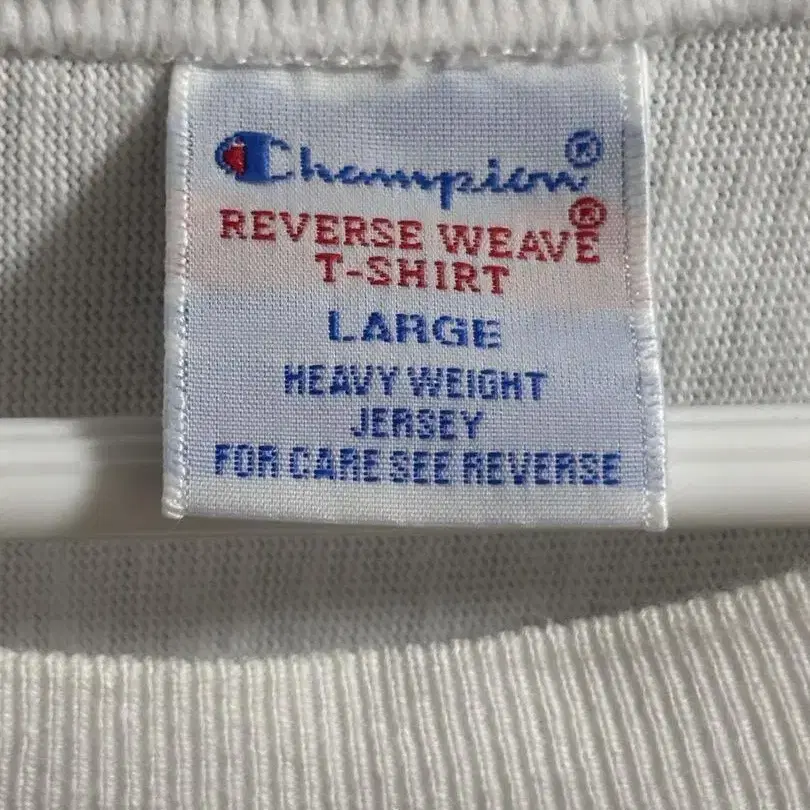 Champion®
REVERSE WEAVE®
T-SHIRT
LARGE
HEAVY WEIGHT
JERSEY
FOR CARE SEE REVERSE